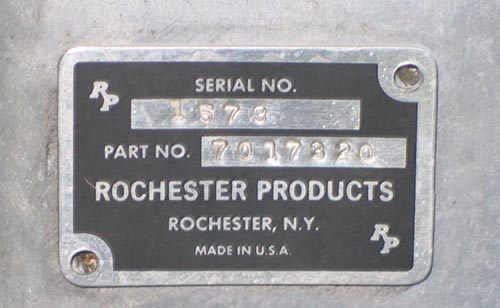 RP
SERIAL NO.
1573
PART NO. 7017320
ROCHESTER PRODUCTS
ROCHESTER, N.Y.
RP
MADE IN U.S.A.